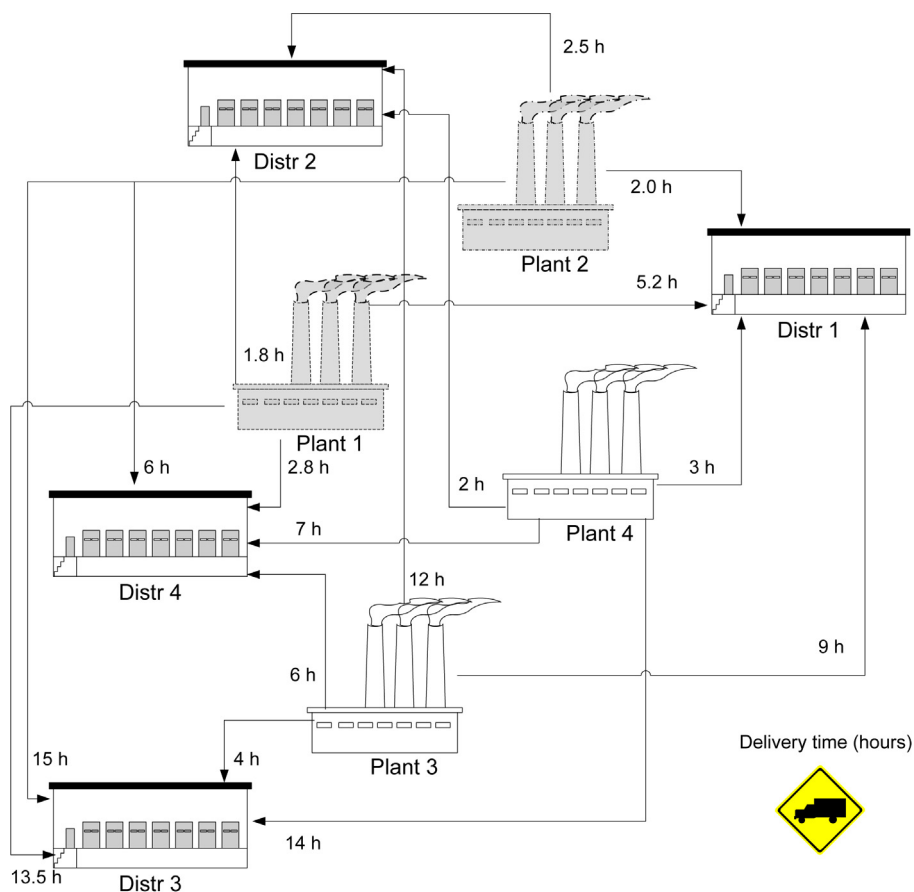 2.5 h
Distr 2
2.0 h
Plant 2
5.2 h
Distr 1
1.8 h
Plant 1
2.8 h
6 h
2 h
3 h
7 h
Plant 4
Distr 4
12 h
9 h
6 h
Plant 3
Delivery time (hours)
15 h
4 h
14 h
13.5 h
Distr 3